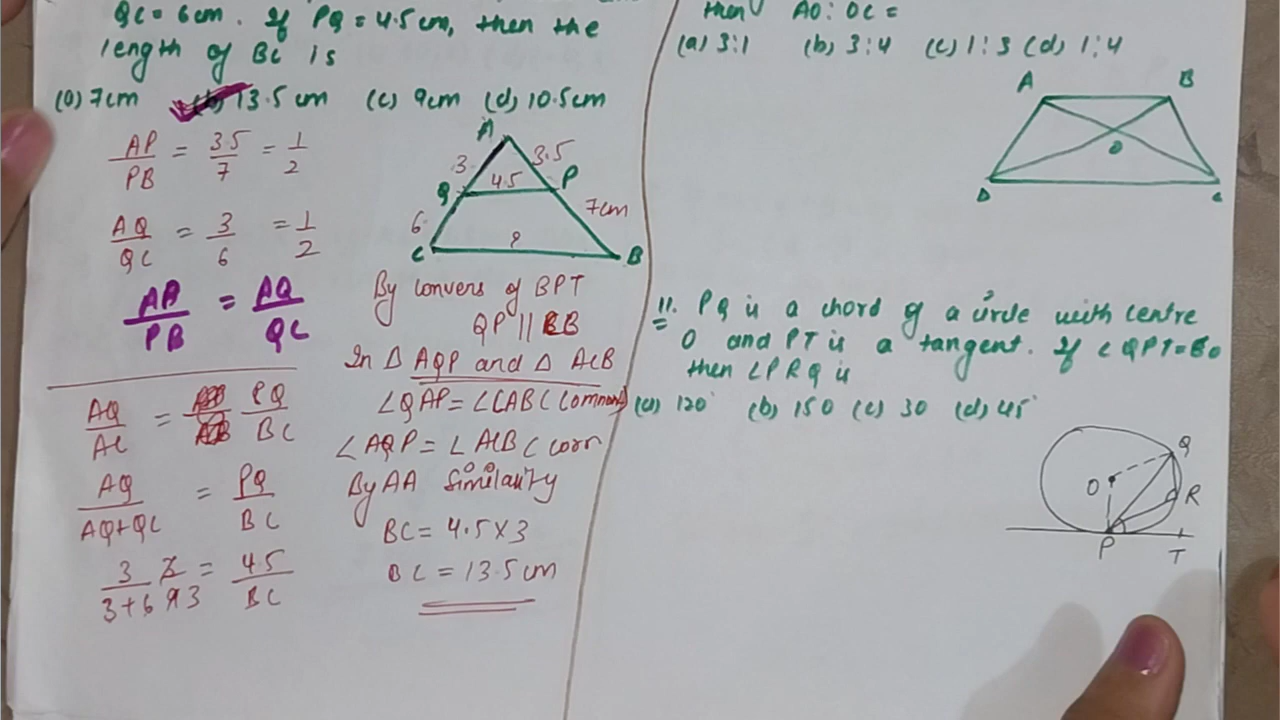 QC = 6cm. If PQ = 4.5 cm, then the
length of BC is
(a) 7cm (b) 13.5 cm (c) 9cm (d) 10.5cm
AP/PB = 3.5/7 = 1/2
AQ/QC = 3/6 = 1/2
AP/PB = AQ/QC
A
3
3.5
Q
4.5
P
6
7cm
C
?
B
By convers of BPT
QP || CB
In Δ AQP and Δ ACB
∠QAP = ∠CAB (common)
∠AQP = ∠ACB (corr
By AA similarity
AQ/AC = PQ/BC
AQ/AQ+QC = PQ/BC
3/3+6 = 4.5/BC
BC = 4.5 × 3
BC = 13.5 cm
then AO : OC =
(a) 3:1 (b) 3:4 (c) 1:3 (d) 1:4
A
B
O
D
C
11. PQ is a chord of a circle with centre
O and PT is a tangent. If ∠QPT = 60
then ∠PRQ is
(a) 120° (b) 150 (c) 30 (d) 45°
Q
O
R
P
T